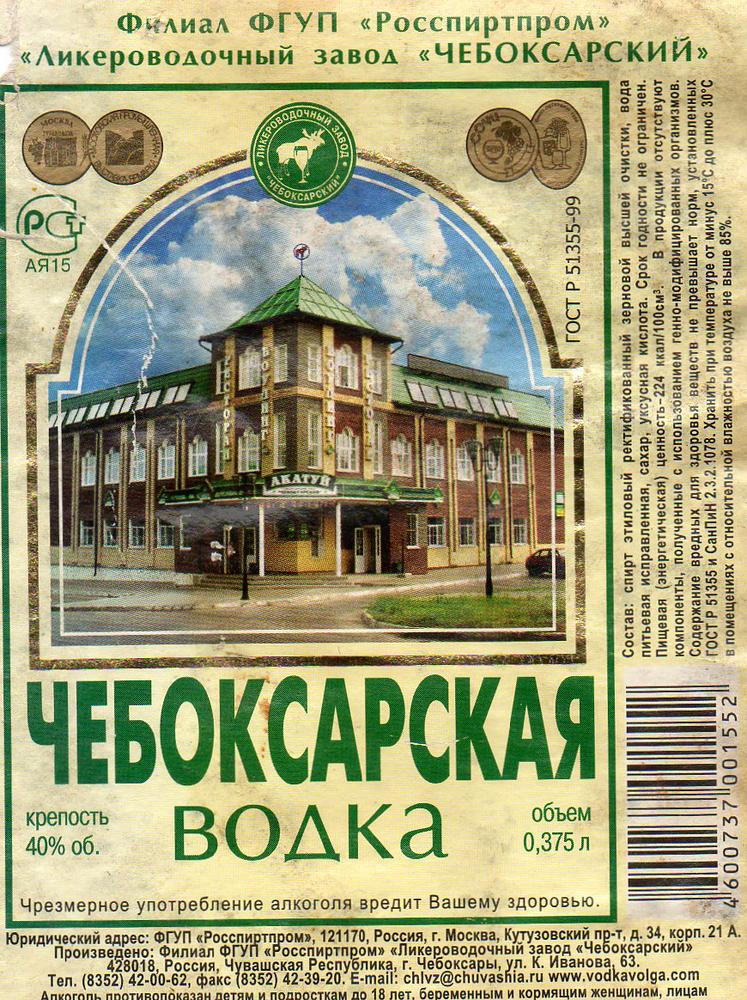 Филиал ФГУП «Росспиртпром»
«Ликероводочный завод «ЧЕБОКСАРСКИЙ»
МОСКВА
ЛИКЕРОВОДОЧНЫЙ ЗАВОД
"ЧЕБОКСАРСКИЙ"
РСТ
АЯ15
ГОСТ Р 51355-99
РЕСТОРАН
БОУЛИНГ
АКАТУЙ
ЧЕБОКСАРСКАЯ
водка
крепость
40% об.
объем
0,375 л
Чрезмерное употребление алкоголя вредит Вашему здоровью.
Состав: спирт этиловый ректификованный зерновой высшей очистки, вода
питьевая исправленная, сахар, уксусная кислота. Срок годности не ограничен.
Пищевая (энергетическая) ценность-224 ккал/100см³. В продукции отсутствуют
компоненты, полученные с использованием генно-модифицированных организмов.
Содержание вредных для здоровья веществ не превышает норм, установленных
ГОСТ Р 51355 и СанПиН 2.3.2.1078. Хранить при температуре от минус 15°С до плюс 30°С
в помещениях с относительной влажностью воздуха не выше 85%.
4600737001552
Юридический адрес: ФГУП «Росспиртпром», 121170, Россия, г. Москва, Кутузовский пр-т, д. 34, корп. 21 А.
Произведено: Филиал ФГУП «Росспиртпром» «Ликероводочный завод «Чебоксарский»
428018, Россия, Чувашская Республика, г. Чебоксары, ул. К. Иванова, 63.
Тел. (8352) 42-00-62, факс (8352) 42-39-20. E-mail: chlvz@chuvashia.ru www.vodkavolga.com
Алкоголь противопоказан детям и подросткам до 18 лет, беременным и кормящим женщинам, лицам